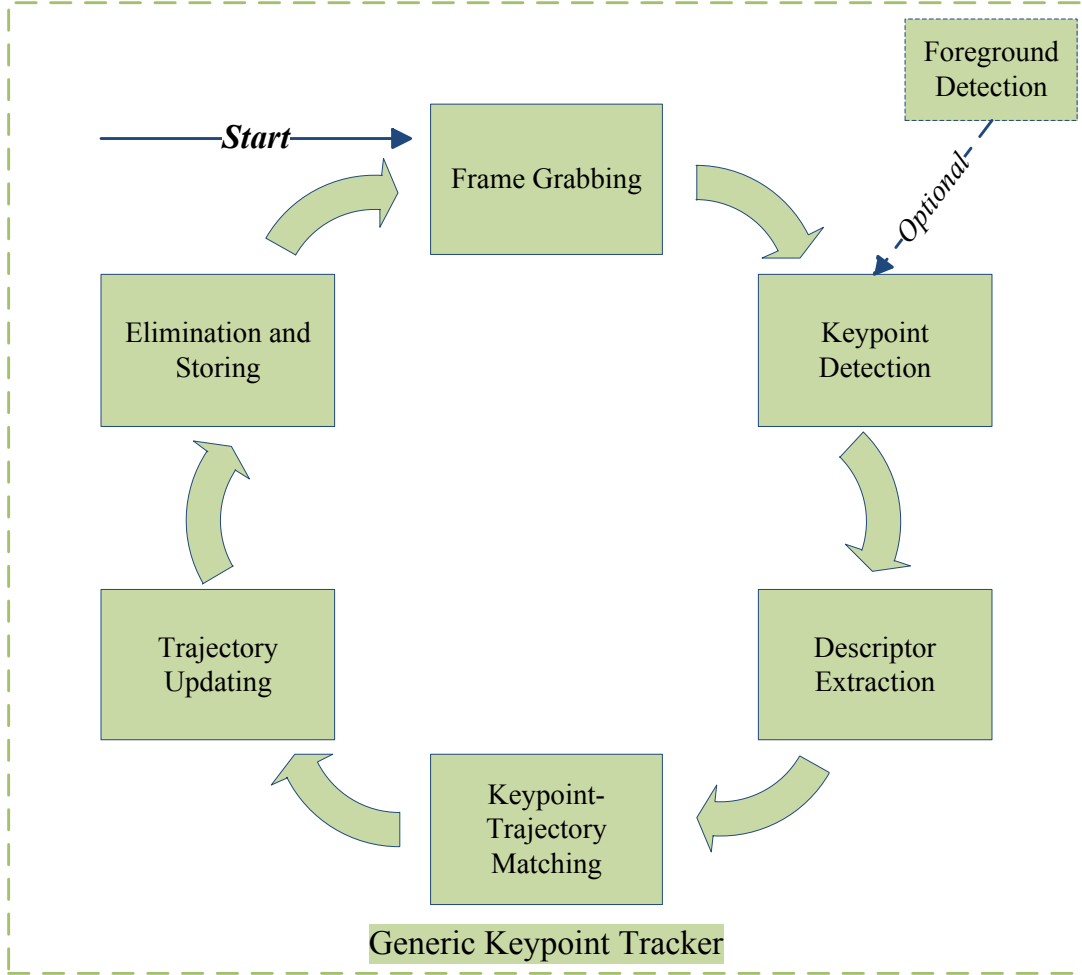 Foreground
Detection
Start
Frame Grabbing
Optional
Elimination and
Storing
Keypoint
Detection
Trajectory
Updating
Descriptor
Extraction
Keypoint-
Trajectory
Matching
Generic Keypoint Tracker